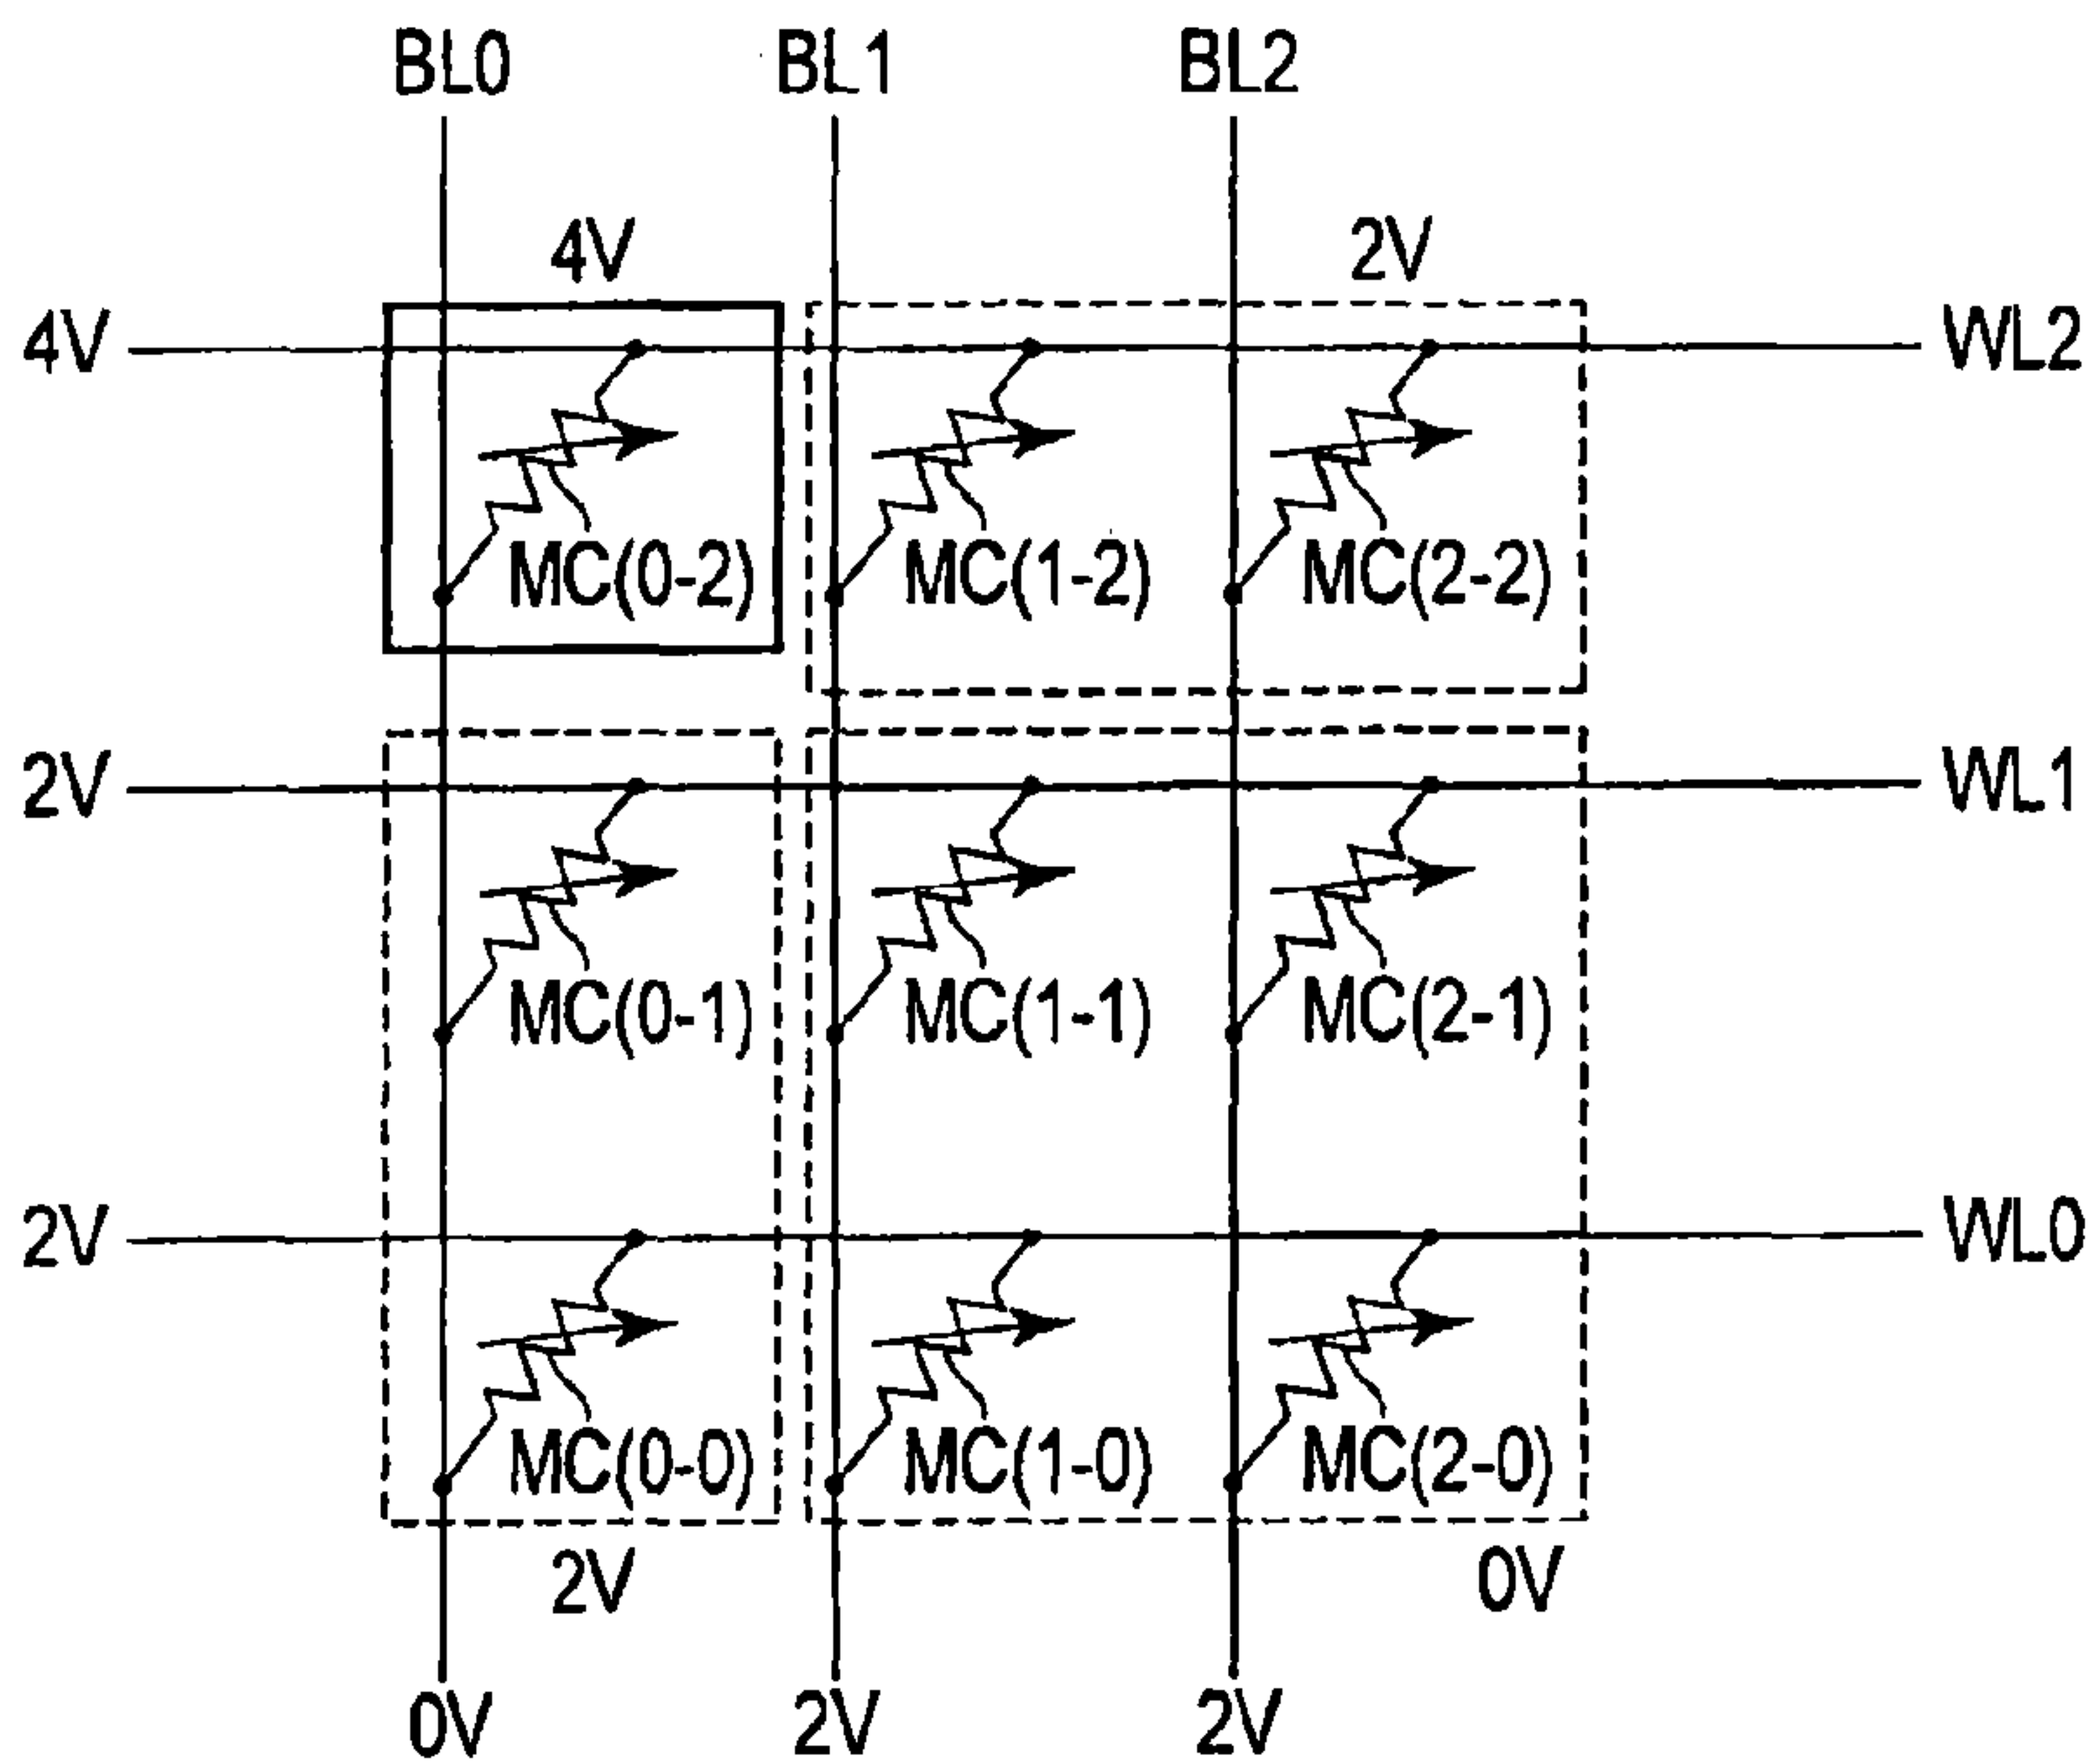 BL0 BL1 BL2
4V 2V
4V WL2
MC(0-2) MC(1-2) MC(2-2)
2V WL1
MC(0-1) MC(1-1) MC(2-1)
2V WL0
MC(0-0) MC(1-0) MC(2-0)
2V 0V
0V 2V 2V